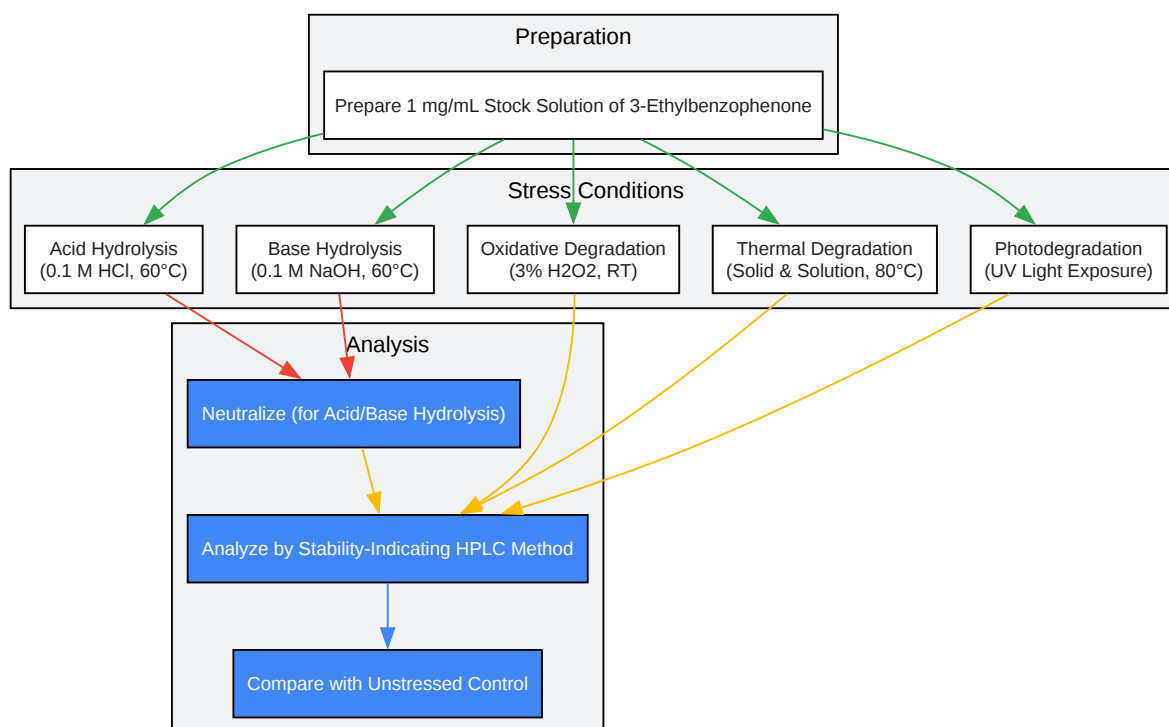 Preparation
Prepare 1 mg/mL Stock Solution of 3-Ethylbenzophenone
Stress Conditions
Acid Hydrolysis
(0.1 M HCl, 60°C)
Base Hydrolysis
(0.1 M NaOH, 60°C)
Oxidative Degradation
(3% H2O2, RT)
Thermal Degradation
(Solid & Solution, 80°C)
Photodegradation
(UV Light Exposure)
Analysis
Neutralize (for Acid/Base Hydrolysis)
Analyze by Stability-Indicating HPLC Method
Compare with Unstressed Control